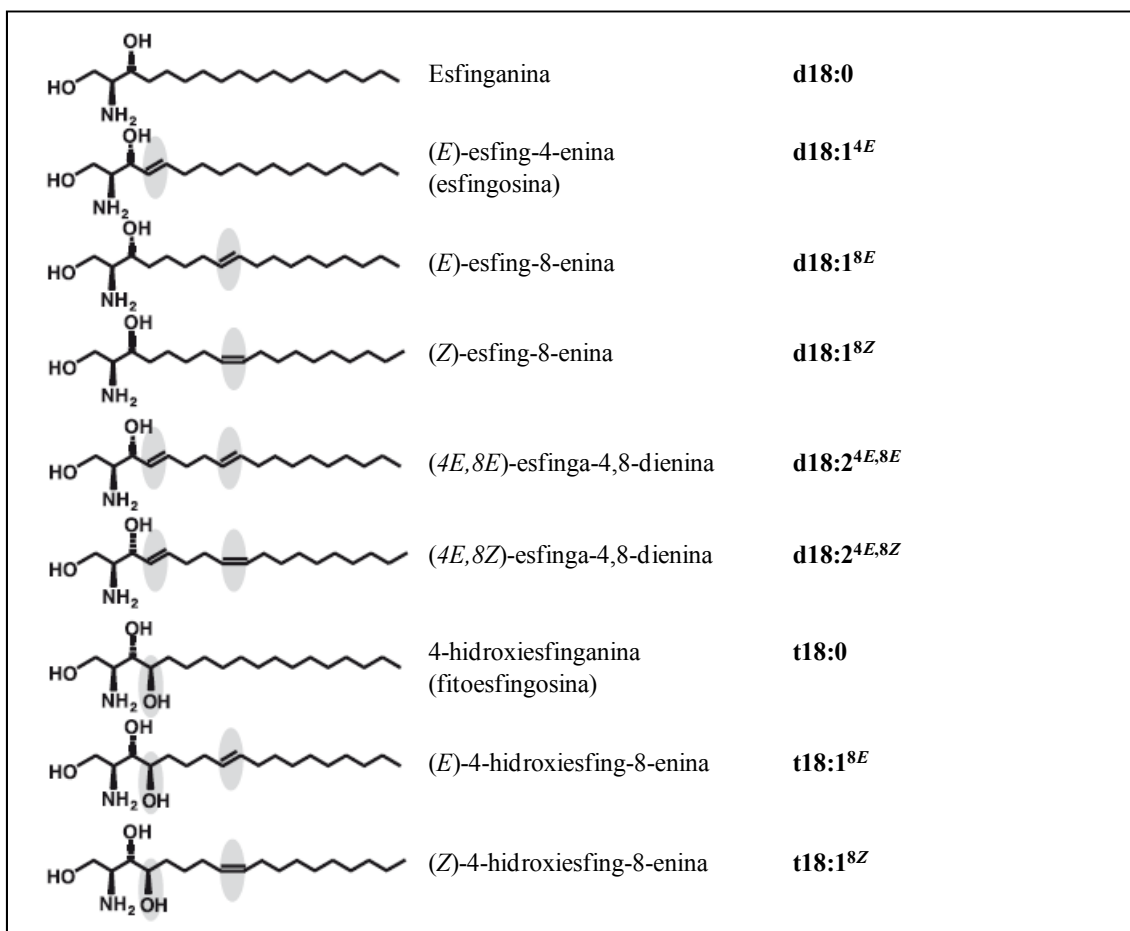 OH
HO
NH2
Esfinganina
d18:0
OH
HO
NH2
(E)-esfing-4-enina
(esfingosina)
d18:1^4E
OH
HO
NH2
(E)-esfing-8-enina
d18:1^8E
OH
HO
NH2
(Z)-esfing-8-enina
d18:1^8Z
OH
HO
NH2
(4E,8E)-esfinga-4,8-dienina
d18:2^4E,8E
OH
HO
NH2
(4E,8Z)-esfinga-4,8-dienina
d18:2^4E,8Z
OH
HO
NH2 OH
4-hidroxiesfinganina
(fitoesfingosina)
t18:0
OH
HO
NH2 OH
(E)-4-hidroxiesfing-8-enina
t18:1^8E
OH
HO
NH2 OH
(Z)-4-hidroxiesfing-8-enina
t18:1^8Z